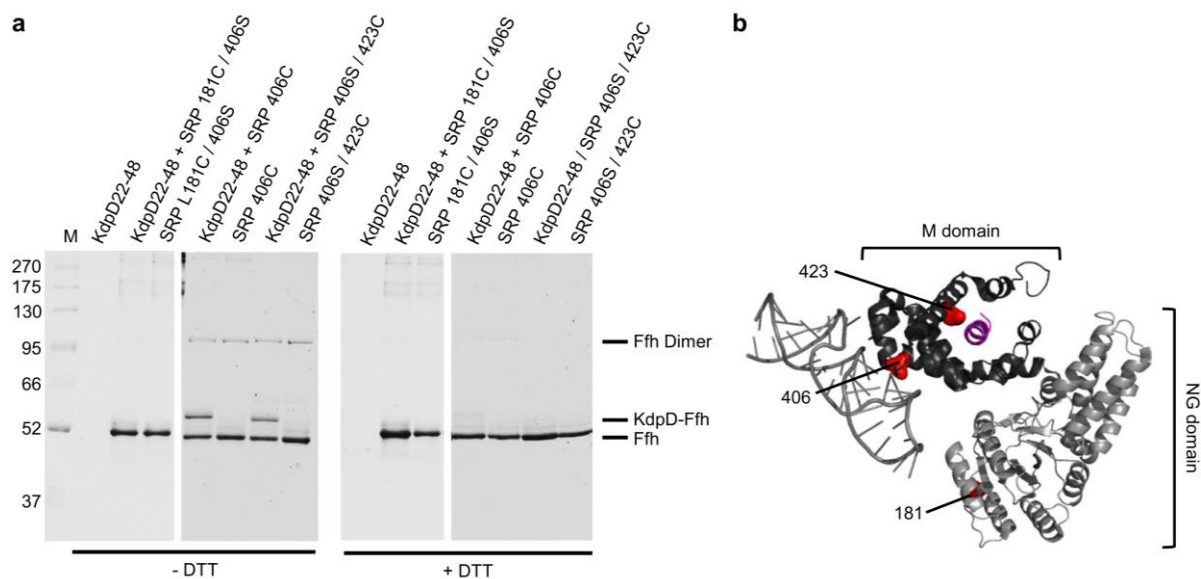 a
b
M
KdpD22-48
KdpD22-48 + SRP 181C / 406S
SRP L181C / 406S
KdpD22-48 + SRP 406C
SRP 406C
KdpD22-48 + SRP 406S / 423C
SRP 406S / 423C
KdpD22-48
KdpD22-48 + SRP 181C / 406S
SRP 181C / 406S
KdpD22-48 + SRP 406C
SRP 406C
KdpD22-48 / SRP 406S / 423C
SRP 406S / 423C
270
175
130
95
66
52
37
Ffh Dimer
KdpD-Ffh
Ffh
- DTT
+ DTT
M domain
423
406
181
NG domain